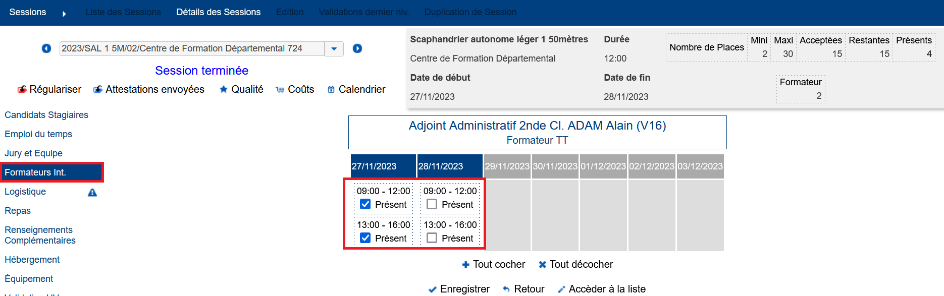 Sessions Liste des Sessions Détails des Sessions Edition Validations dernier niv. Duplication de Session
2023/SAL 1 5M/02/Centre de Formation Départemental 724
Session terminée
Régulariser Attestations envoyées Qualité Coûts Calendrier
Scaphandrier autonome léger 1 50mètres Durée
Centre de Formation Départemental 12:00
Date de début Date de fin
27/11/2023 28/11/2023
Mini Maxi Acceptées Restantes Présents
Nombre de Places 2 30 15 15 4
Formateur
2
Candidats Stagiaires
Emploi du temps
Jury et Equipe
Formateurs Int.
Logistique
Repas
Renseignements
Complémentaires
Hébergement
Équipement
Adjoint Administratif 2nde Cl. ADAM Alain (V16)
Formateur TT
27/11/2023 28/11/2023 29/11/2023 30/11/2023 01/12/2023 02/12/2023 03/12/2023
09:00 - 12:00 09:00 - 12:00
Présent Présent
13:00 - 16:00 13:00 - 16:00
Présent Présent
Tout cocher Tout décocher
Enregistrer Retour Accèder à la liste